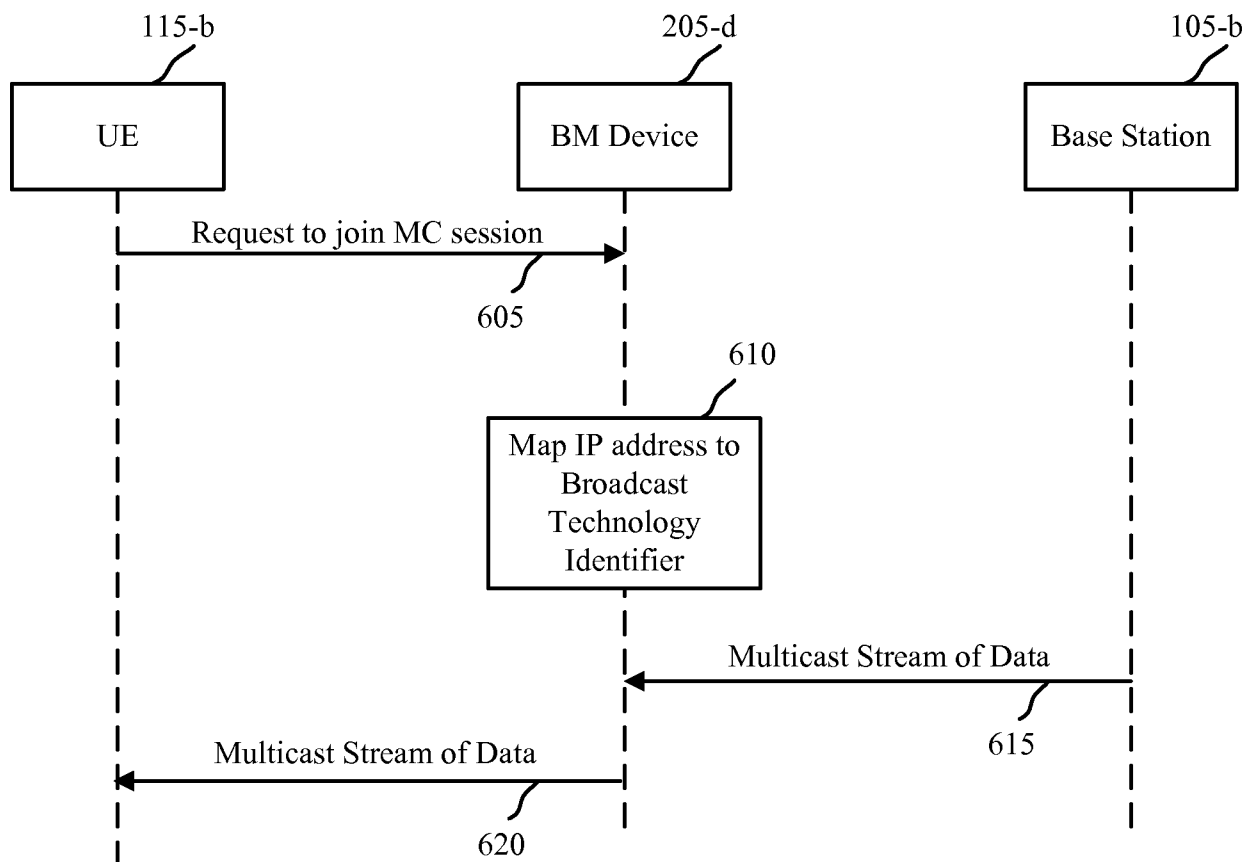 115-b
205-d
105-b
UE
BM Device
Base Station
Request to join MC session
605
610
Map IP address to
Broadcast
Technology
Identifier
Multicast Stream of Data
615
Multicast Stream of Data
620